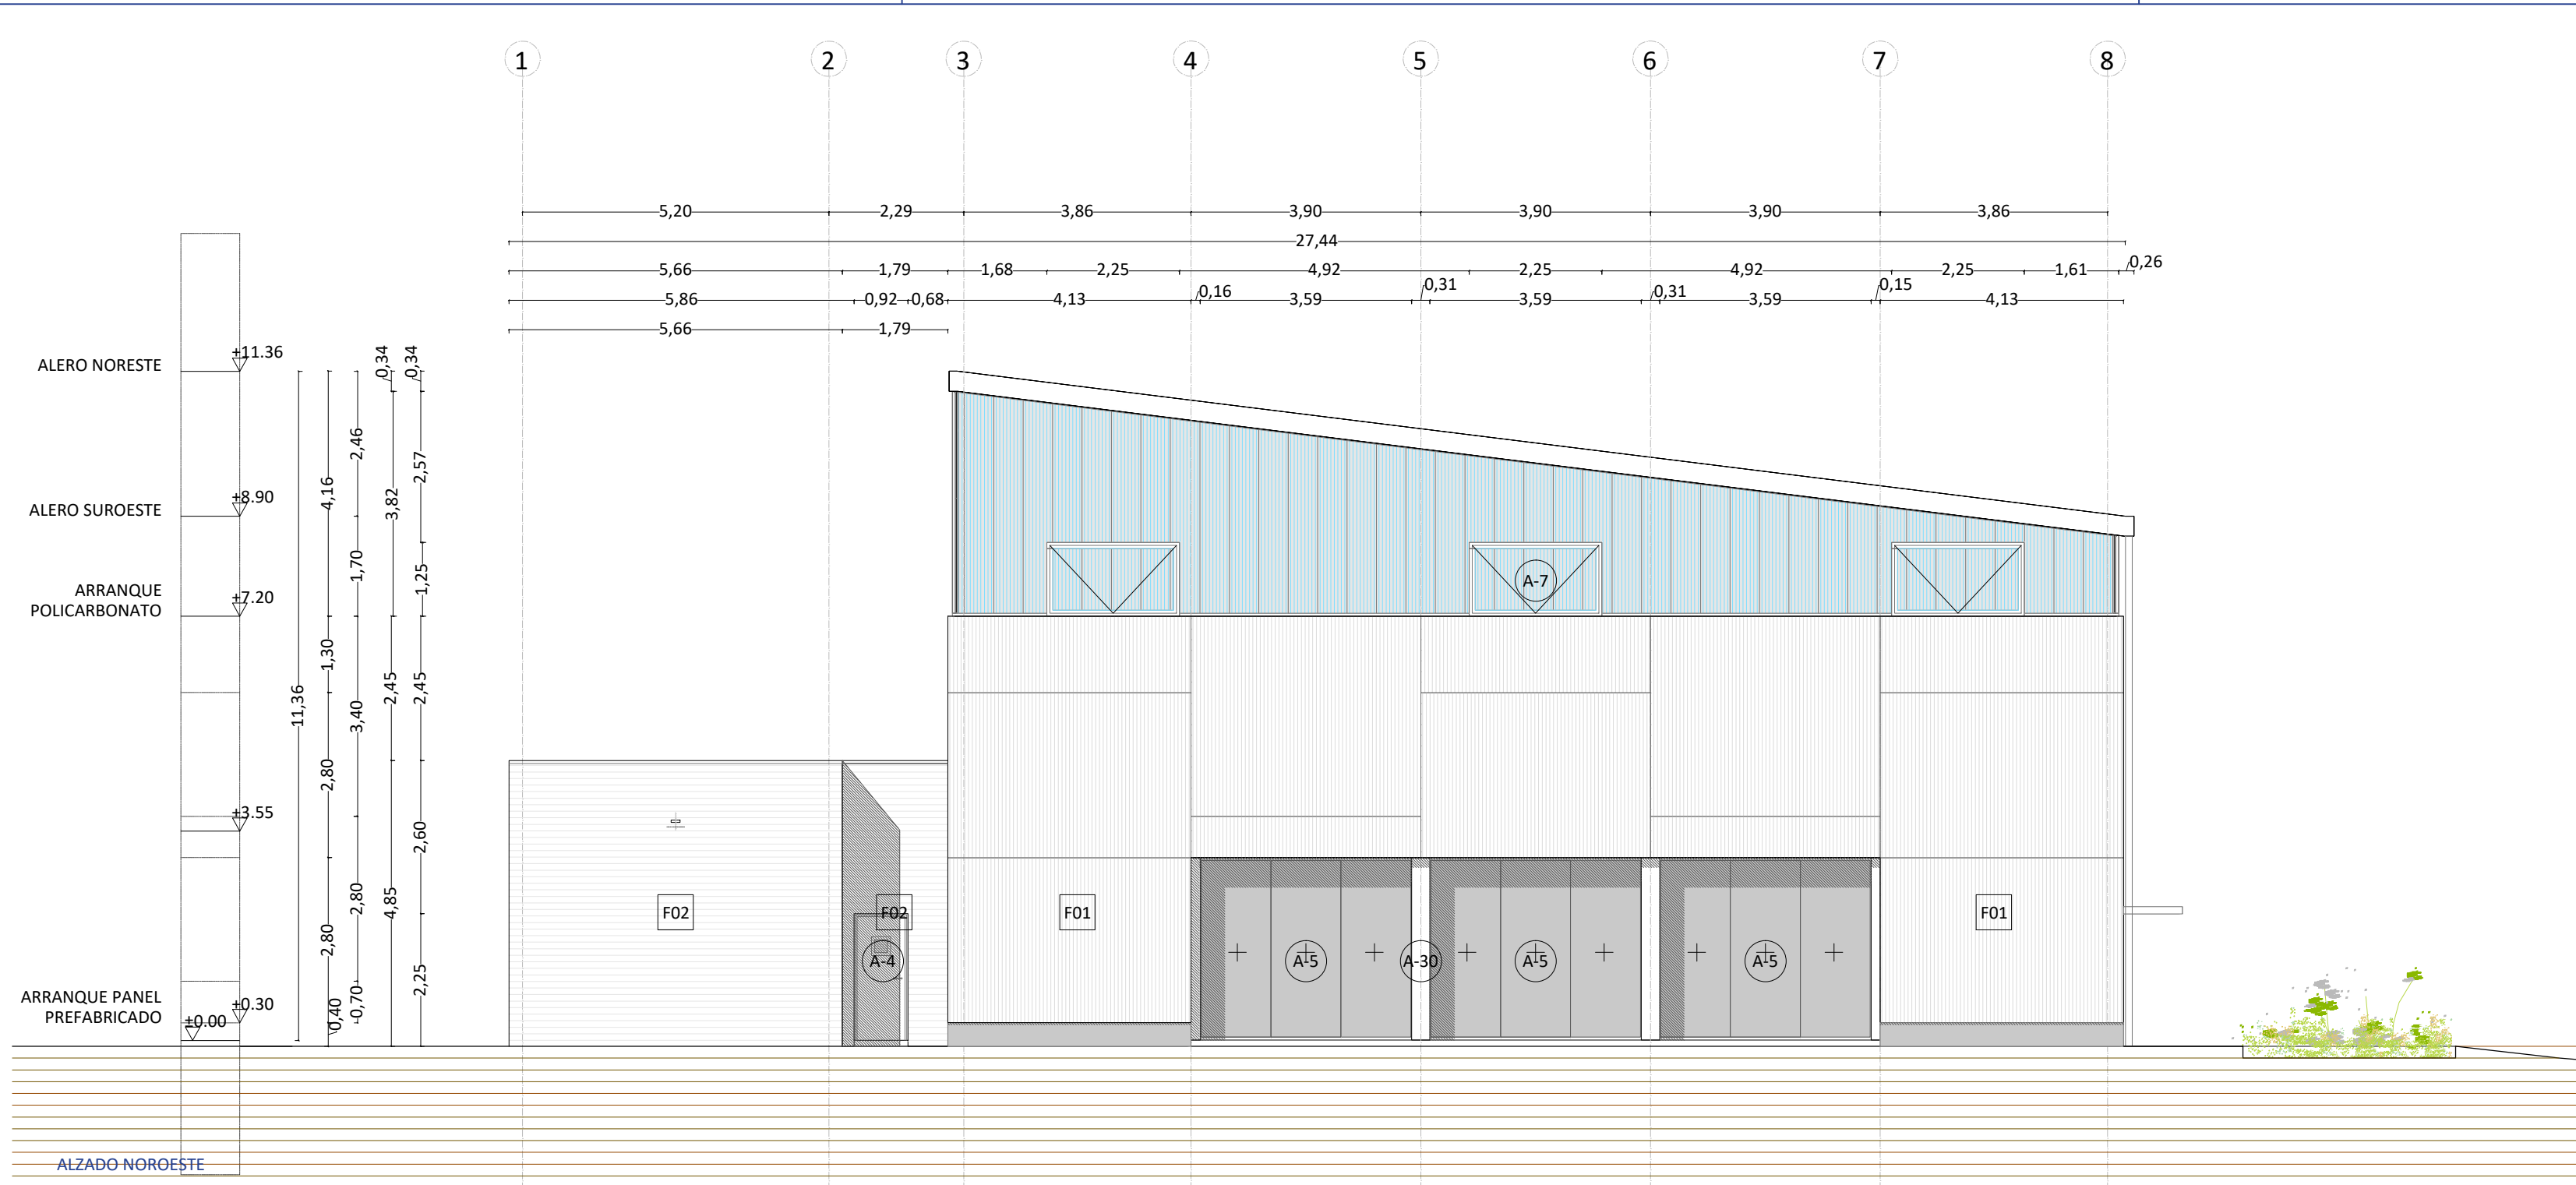 1 2 3 4 5 6 7 8
5,20 2,29 3,86 3,90 3,90 3,90 3,86
27,44
5,66 1,79 1,68 2,25 4,92 2,25 4,92 2,25 1,61 0,26
5,86 0,92 0,68 4,13 0,16 3,59 0,31 3,59 0,31 3,59 0,15 4,13
5,66 1,79
ALERO NORESTE
±11.36
ALERO SUROESTE
±8.90
ARRANQUE
POLICARBONATO
±7.20
±3.55
ARRANQUE PANEL
PREFABRICADO
±0.30
±0.00
11,36
4,16
1,30
2,80
2,80
0,40
2,46
1,70
3,40
2,80
0,70
0,34
3,82
2,45
4,85
0,34
2,57
1,25
2,45
2,60
2,25
A-7
F02 F02 F01 F01
A-4 A-5 A-30 A-5 A-5
ALZADO NOROESTE